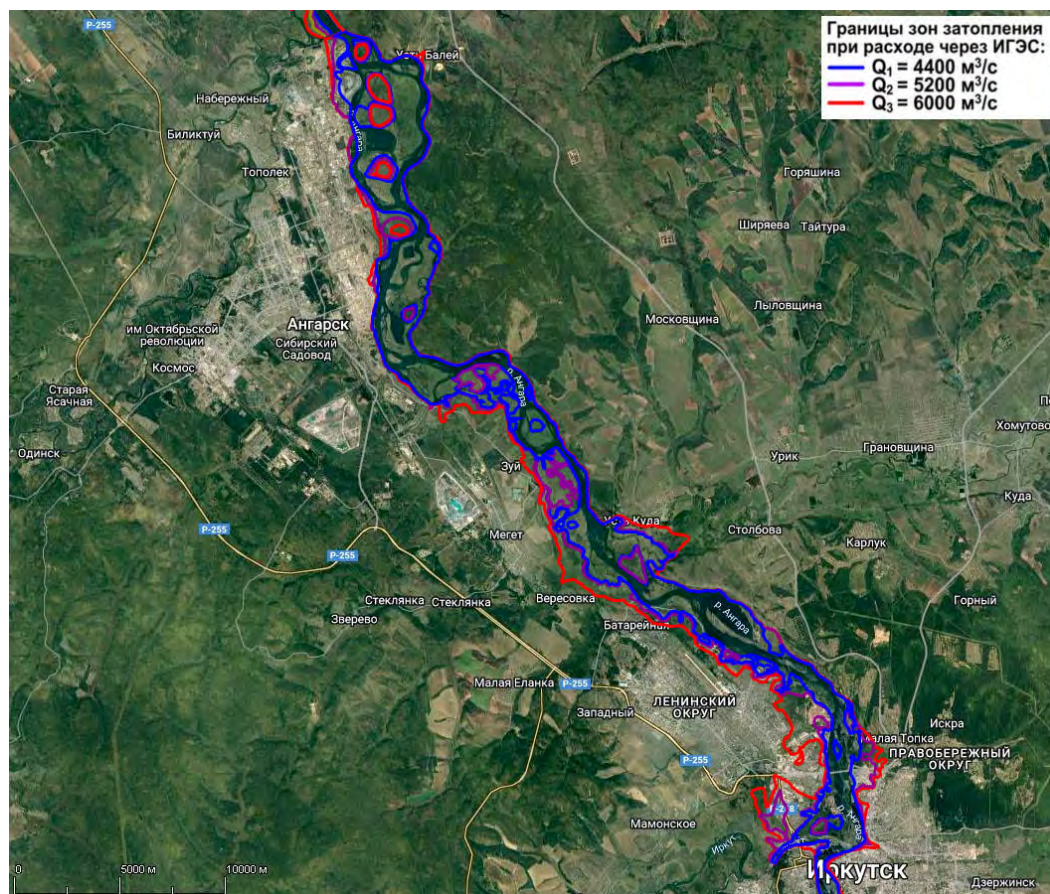 Границы зон затопления
при расходе через ИГЭС:
Q₁ = 4400 м³/с
Q₂ = 5200 м³/с
Q₃ = 6000 м³/с
Р-255
Балей
Набережный
Биликтуй
Тополек
Горяшина
Ширяева
Тайтура
Лыловщина
Московщина
Ангарск
Сибирский
Садовод
им Октябрьской
революции
Космос
Старая
Ясачная
Одинск
р. Ангара
Хомутово
Грановщина
Урик
Зуй
Куда
Куда
Столбова
Мегет
Карлук
Р-255
Р-255
Стеклянка
Стеклянка
Вересовка
Горный
Зверево
Батарейная
р. Ангара
Малая Еланка
Р-255
ЛЕНИНСКИЙ
ОКРУГ
Западный
Искра
Малая Топка
ПРАВОБЕРЕЖНЫЙ
ОКРУГ
Р-255
р. Ангара
Мамонское
Иркут
Иркутск
Дзержинск
0
5000 м
10000 м